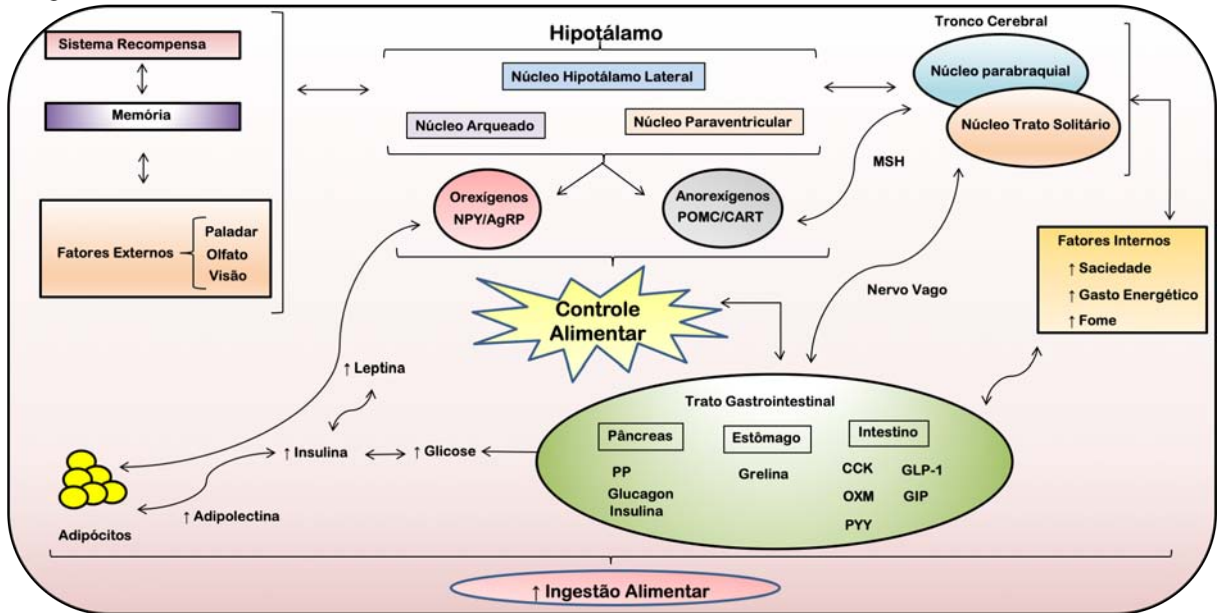 Sistema Recompensa
Memória
Fatores Externos
Paladar
Olfato
Visão
Hipotálamo
Núcleo Hipotálamo Lateral
Núcleo Arqueado
Núcleo Paraventricular
Orexígenos
NPY/AgRP
Anorexígenos
POMC/CART
Tronco Cerebral
Núcleo parabraquial
Núcleo Trato Solitário
MSH
Nervo Vago
Fatores Internos
↑ Saciedade
↑ Gasto Energético
↑ Fome
Controle
Alimentar
↑ Leptina
↑ Insulina
↑ Glicose
↑ Adipolectina
Adipócitos
Trato Gastrointestinal
Pâncreas
PP
Glucagon
Insulina
Estômago
Grelina
Intestino
CCK GLP-1
OXM GIP
PYY
↑ Ingestão Alimentar